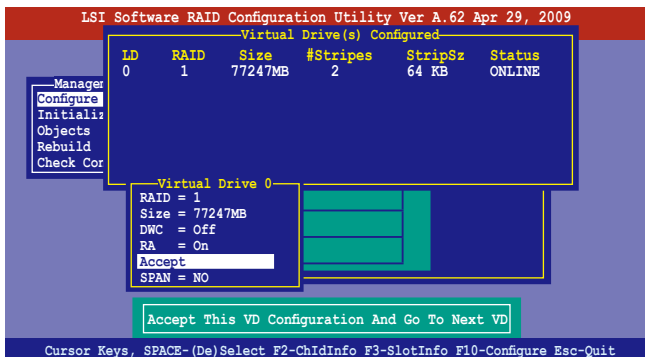 LSI Software RAID Configuration Utility Ver A.62 Apr 29, 2009
Virtual Drive(s) Configured
LD RAID Size #Stripes StripSz Status
0 1 77247MB 2 64 KB ONLINE
Managem
Configure
Initializ
Objects
Rebuild
Check Con
Virtual Drive 0
RAID = 1
Size = 77247MB
DWC = Off
RA = On
Accept
SPAN = NO
Accept This VD Configuration And Go To Next VD
Cursor Keys, SPACE-(De)Select F2-ChIdInfo F3-SlotInfo F10-Configure Esc-Quit